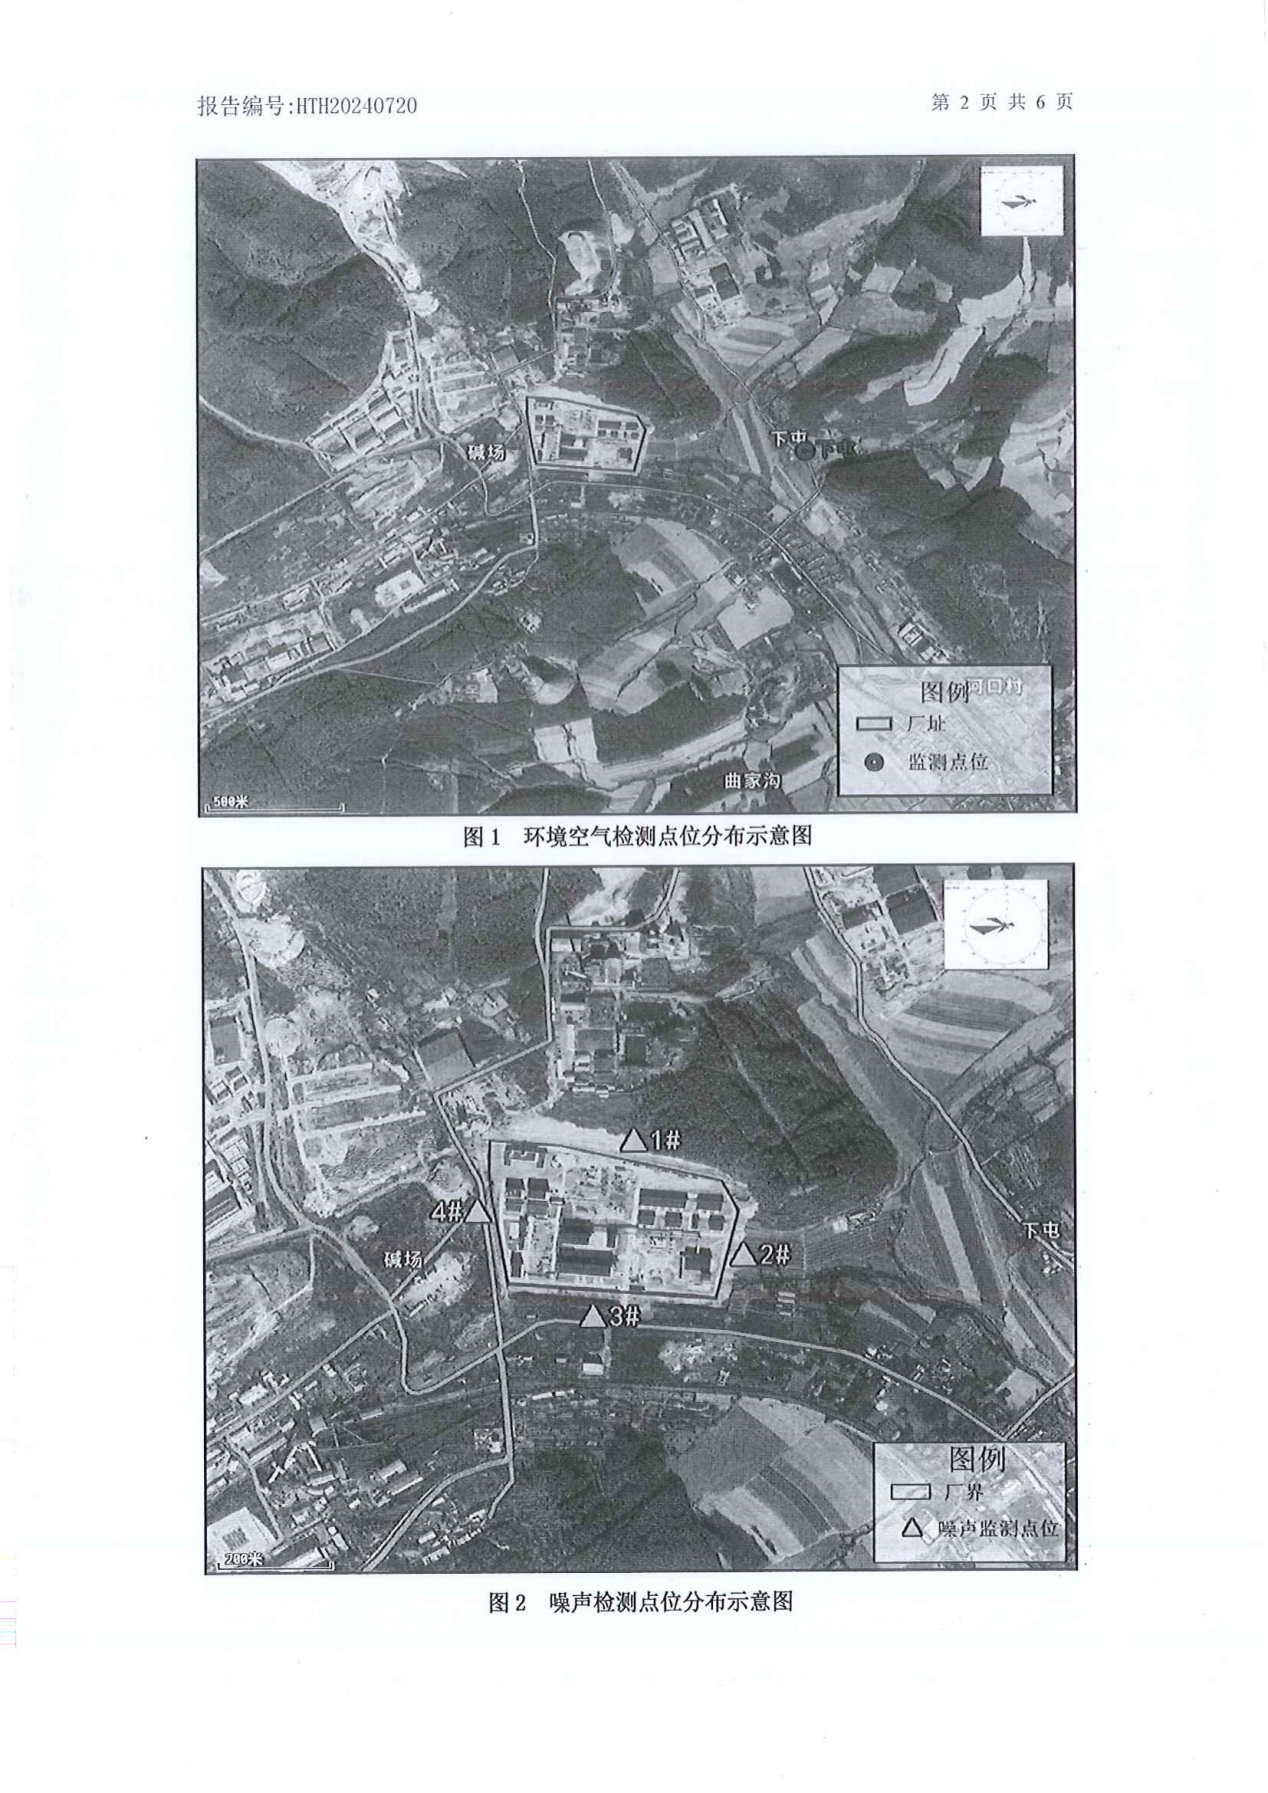 报告编号:HTH20240720
第 2 页 共 6 页
下屯
下屯
碱场
图例
河口村
厂址
监测点位
曲家沟
500米
图1 环境空气检测点位分布示意图
1#
4#
下屯
碱场
2#
3#
图例
厂界
噪声监测点位
200米
图2 噪声检测点位分布示意图